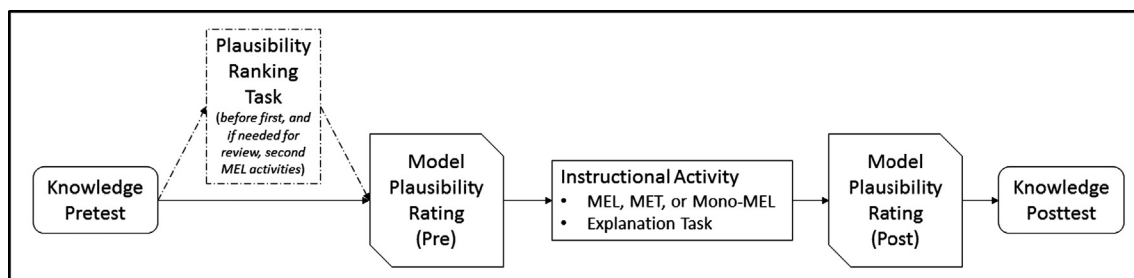 Plausibility
Ranking
Task
(before first, and
if needed for
review, second
MEL activities)
Knowledge
Pretest
Model
Plausibility
Rating
(Pre)
Instructional Activity
• MEL, MET, or Mono-MEL
• Explanation Task
Model
Plausibility
Rating
(Post)
Knowledge
Posttest